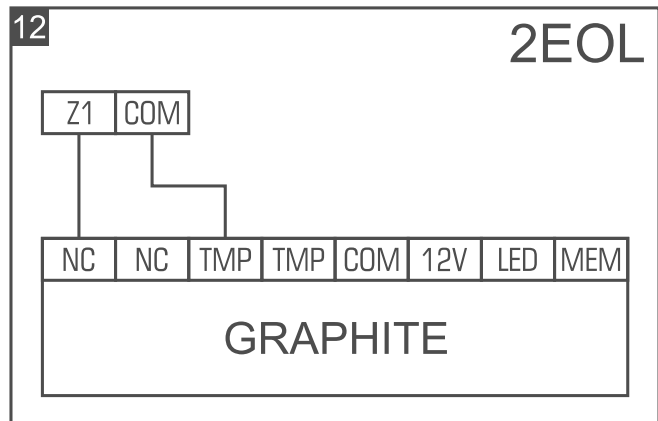 12
2EOL
Z1 COM
NC NC TMP TMP COM 12V LED MEM
GRAPHITE